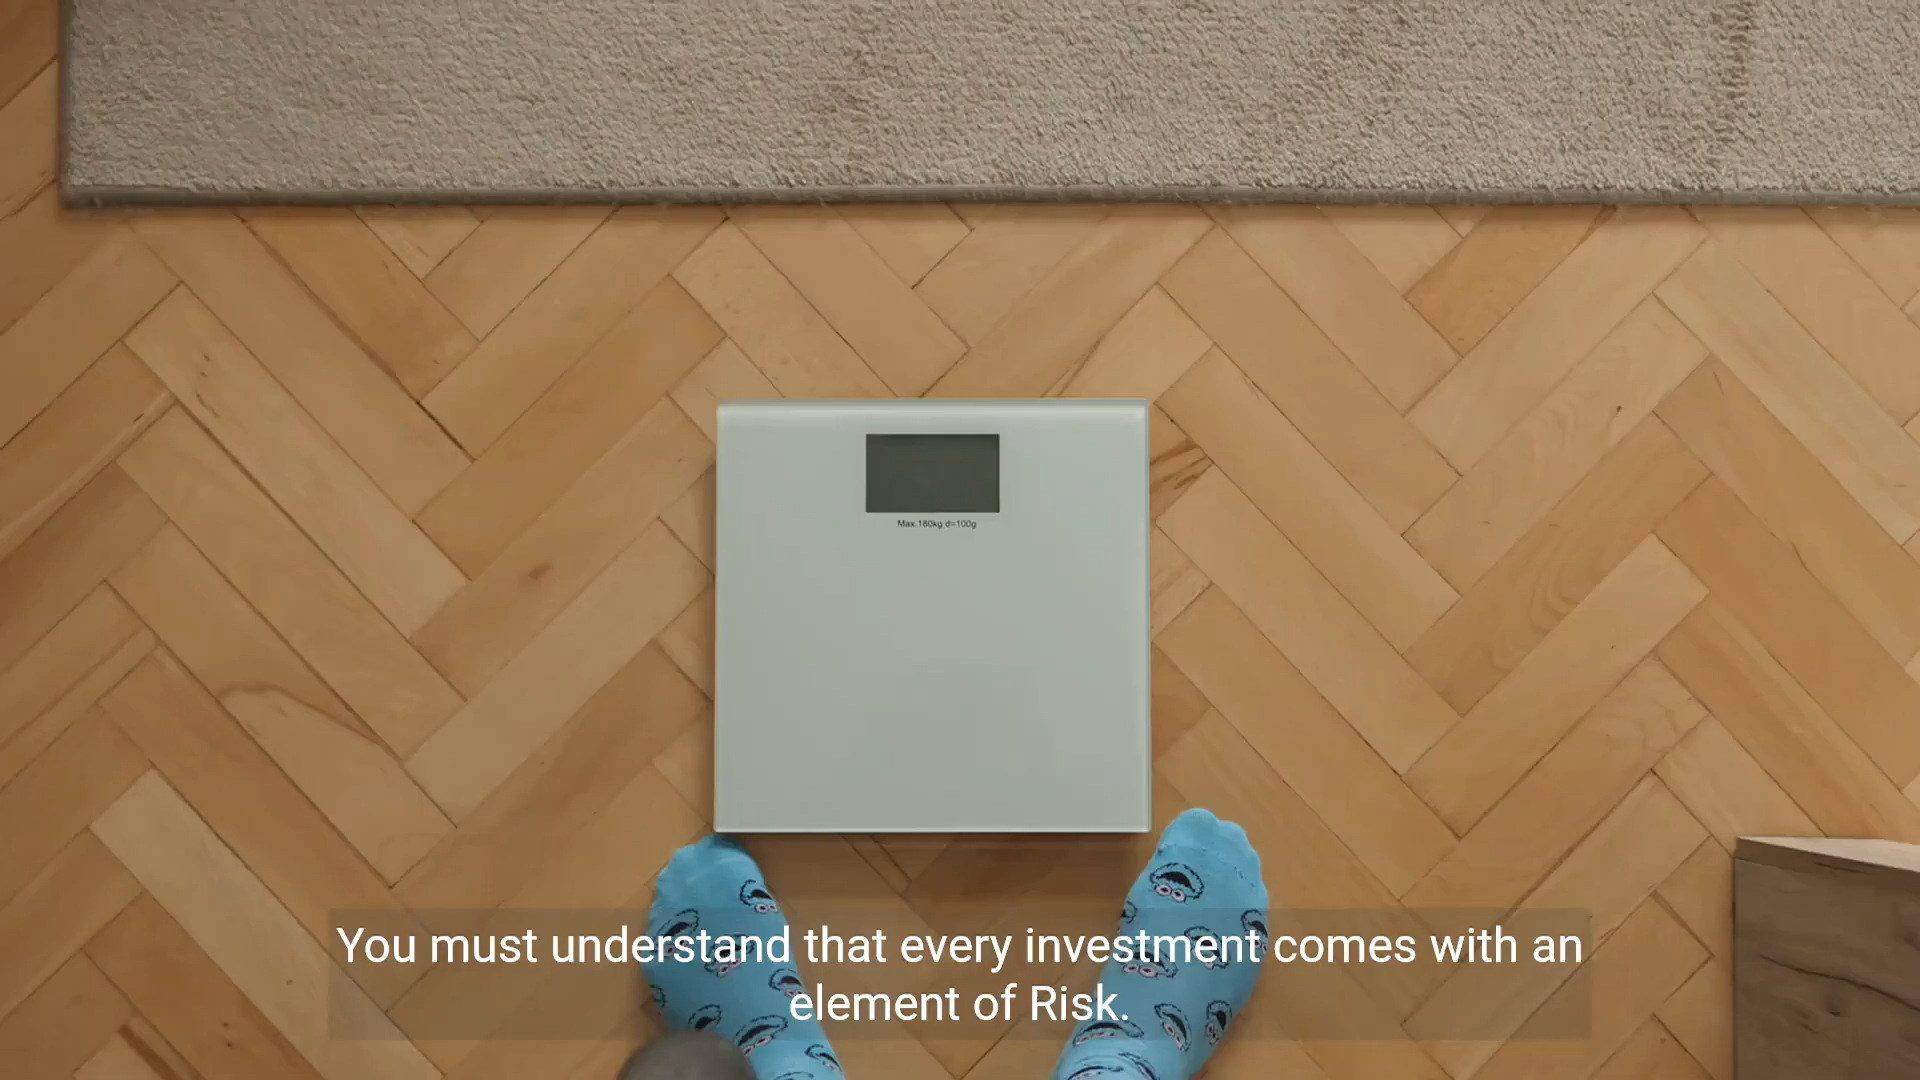 Max.180kg d=100g
You must understand that every investment comes with an
element of Risk.